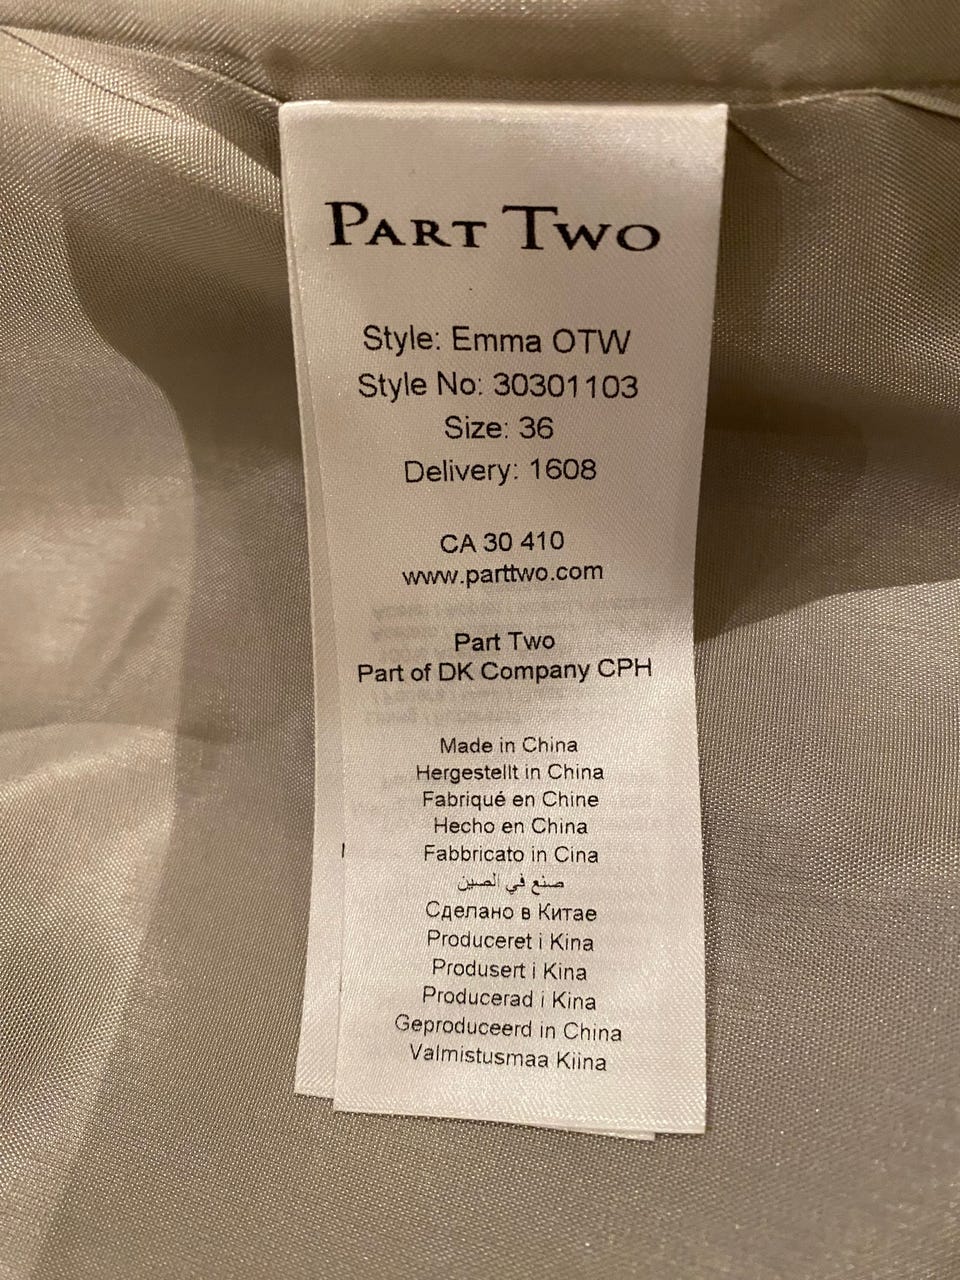 PART TWO
Style: Emma OTW
Style No: 30301103
Size: 36
Delivery: 1608
CA 30 410
www.parttwo.com
Part Two
Part of DK Company CPH
Made in China
Hergestellt in China
Fabriqué en Chine
Hecho en China
Fabbricato in Cina
صنع في الصين
Сделано в Китае
Produceret i Kina
Produsert i Kina
Producerad i Kina
Geproduceerd in China
Valmistusmaa Kiina